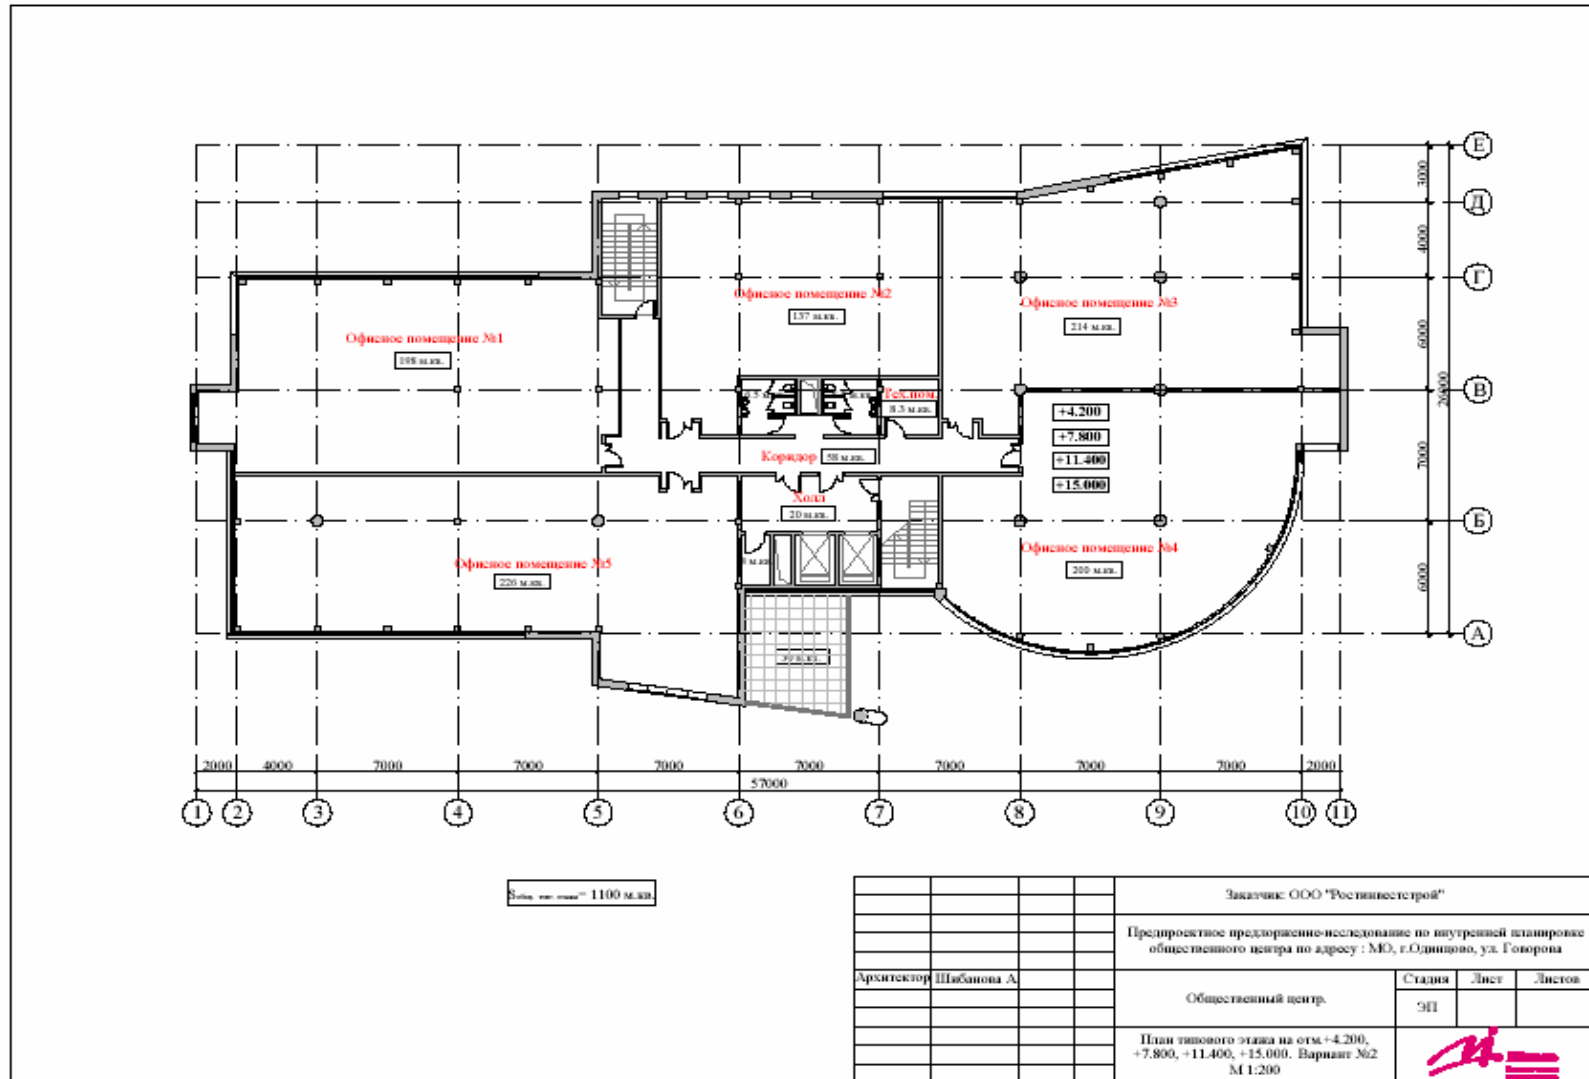 Е
Д
Г
В
Б
А
3000
4000
6000
7000
6000
26000
Офисное помещение №2
137 м.кв.
Офисное помещение №3
214 м.кв.
Офисное помещение №1
198 м.кв.
Тех.пом.
8.3 м.кв.
+4.200
+7.800
+11.400
+15.000
Коридор 58 м.кв.
Холл
20 м.кв.
Офисное помещение №4
200 м.кв.
Офисное помещение №5
226 м.кв.
2000 4000 7000 7000 7000 7000 7000 7000 7000 2000
57000
1 2 3 4 5 6 7 8 9 10 11
= 1100 м.кв.
Заказчик: ООО "Ростинвестстрой"
Предпроектное предлоржение-исследование по внутренней планировке
общественного центра по адресу : МО, г.Одинцово, ул. Говорова
Архитектор Шибанова А.
Общественный центр.
Стадия Лист Листов
ЭП
План типового этажа на отм.+4.200,
+7.800, +11.400, +15.000. Вариант №2
М 1:200